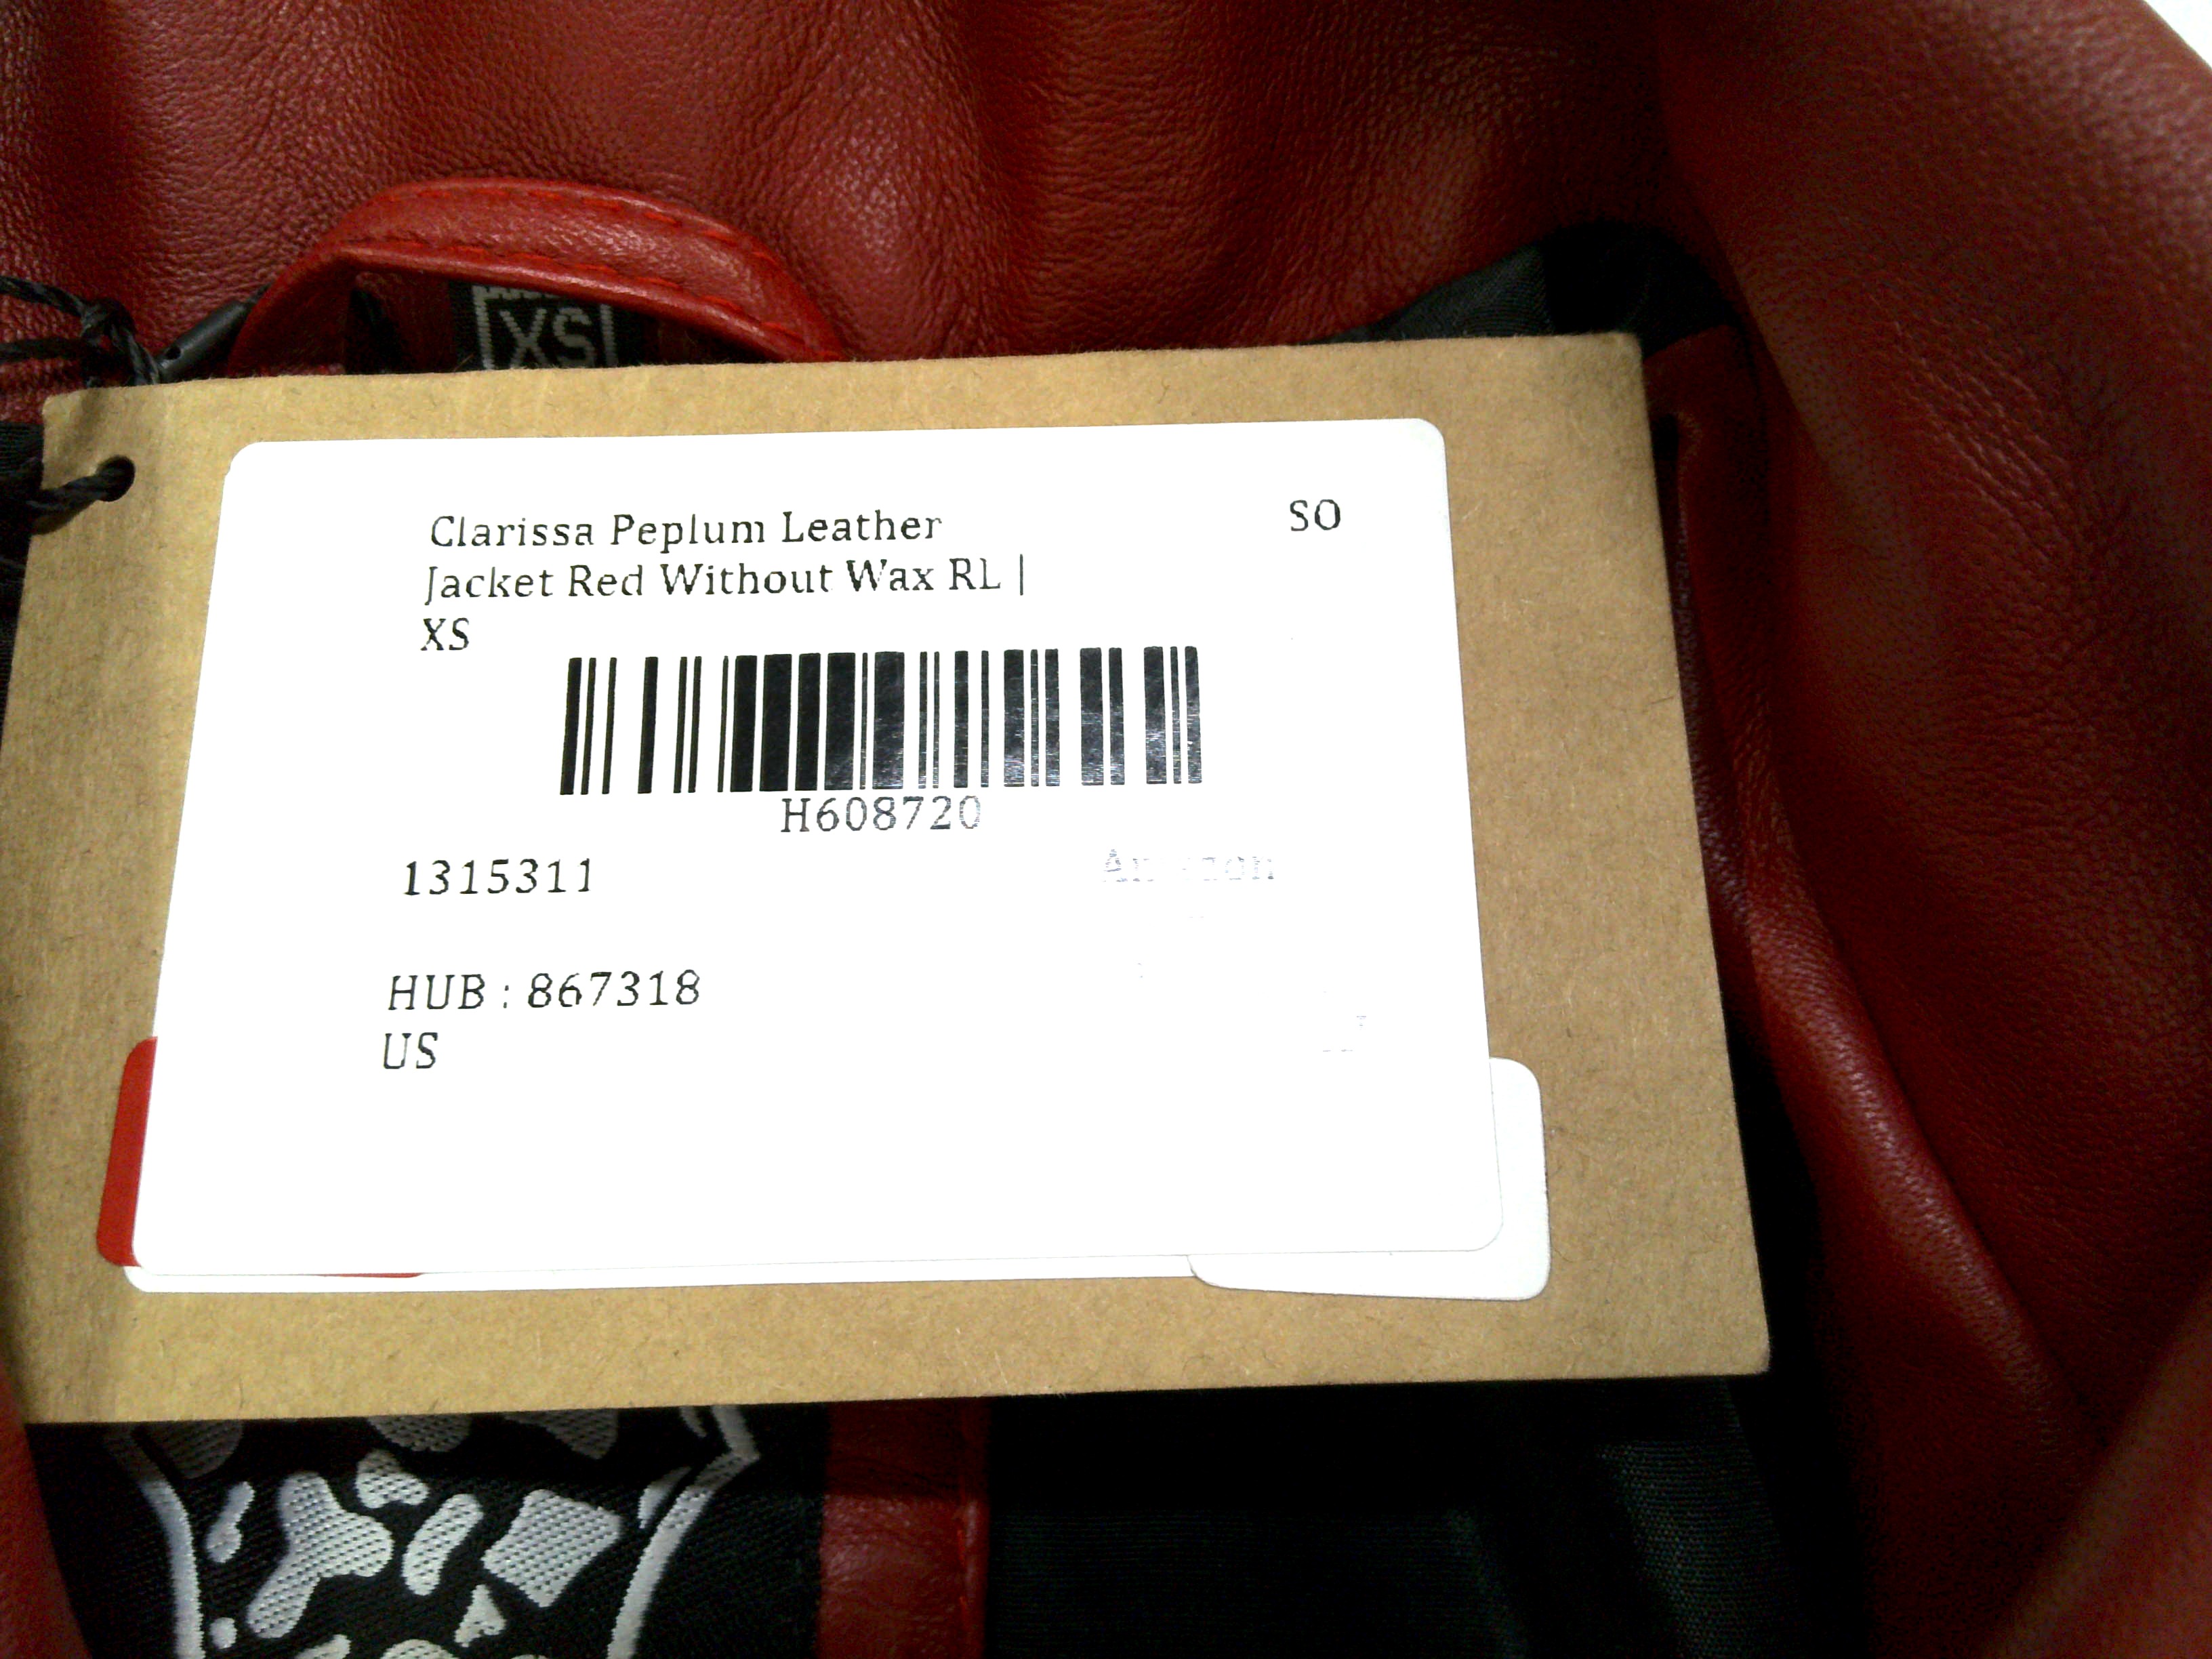 XS
Clarissa Peplum Leather
SO
Jacket Red Without Wax RL |
XS
H608720
1315311
HUB : 867318
US